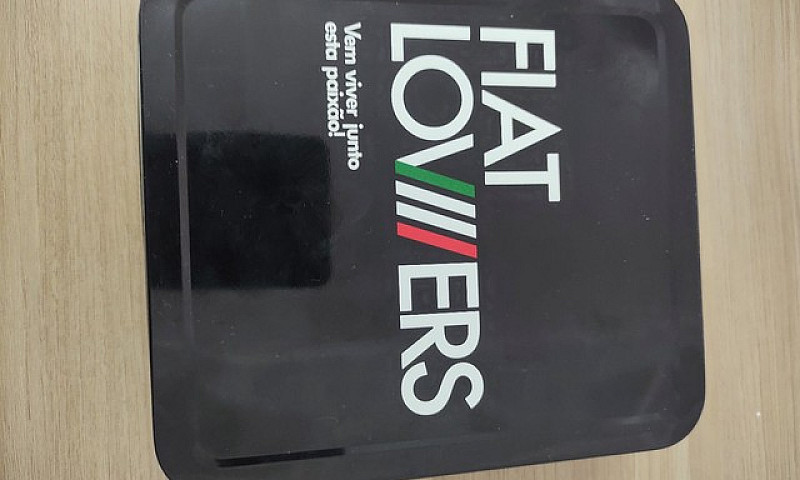 FIAT
LOVERS
Vem viver junto
esta paixão!